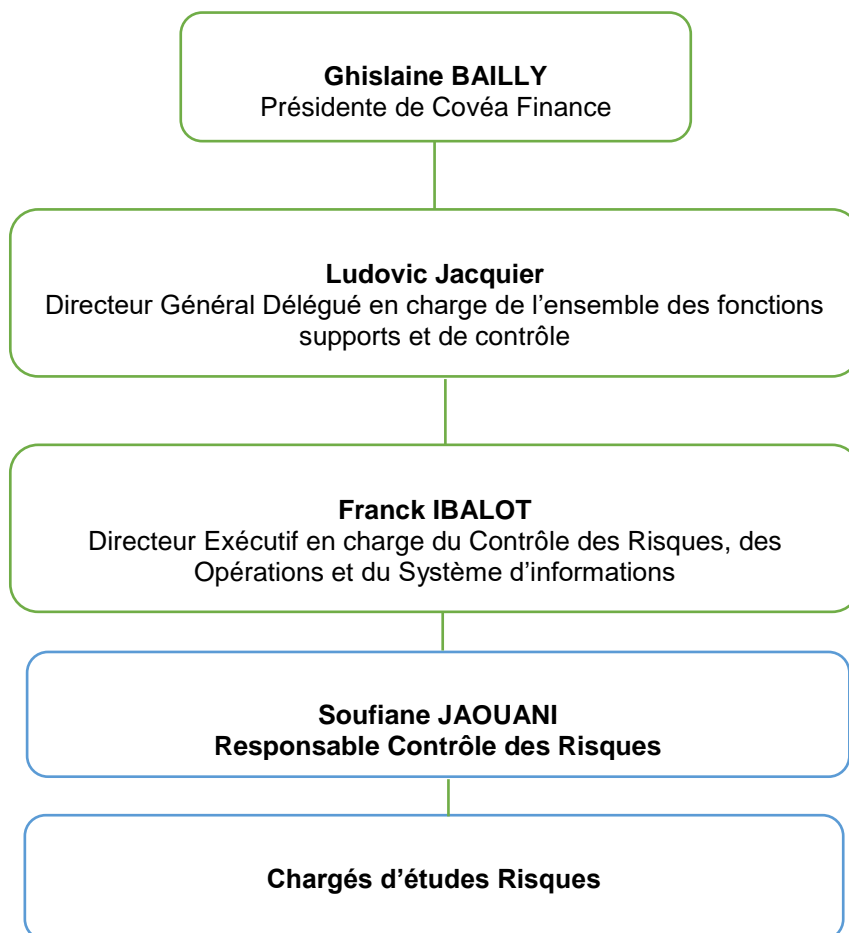 Ghislaine BAILLY
Présidente de Covéa Finance
Ludovic Jacquier
Directeur Général Délégué en charge de l’ensemble des fonctions
supports et de contrôle
Franck IBALOT
Directeur Exécutif en charge du Contrôle des Risques, des
Opérations et du Système d’informations
Soufiane JAOUANI
Responsable Contrôle des Risques
Chargés d’études Risques